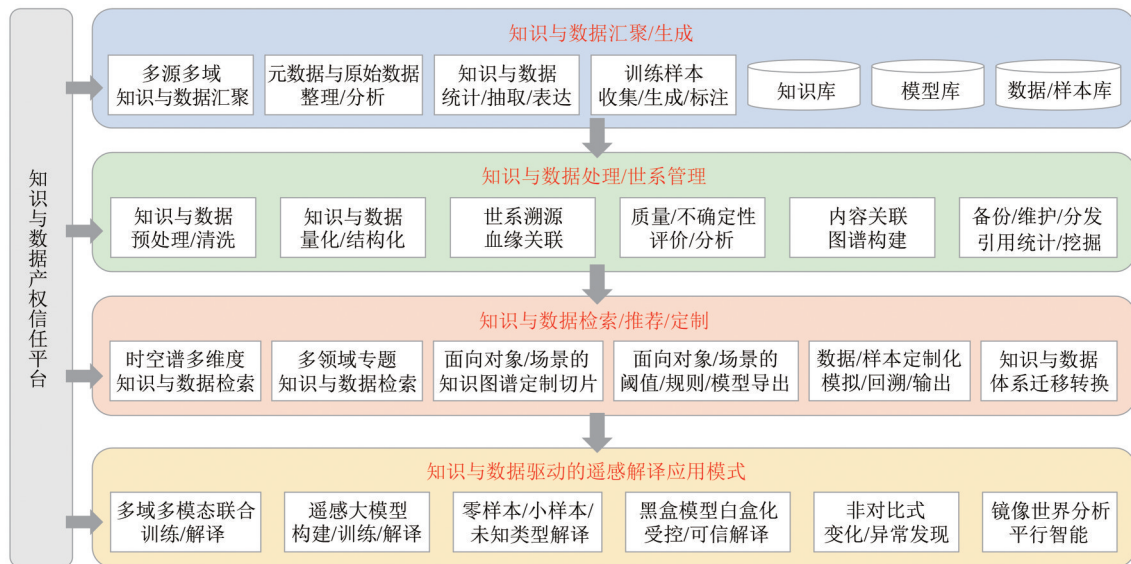 知识与数据产权信任平台
知识与数据汇聚/生成
多源多域
知识与数据汇聚
元数据与原始数据
整理/分析
知识与数据
统计/抽取/表达
训练样本
收集/生成/标注
知识库
模型库
数据/样本库
知识与数据处理/世系管理
知识与数据
预处理/清洗
知识与数据
量化/结构化
世系溯源
血缘关联
质量/不确定性
评价/分析
内容关联
图谱构建
备份/维护/分发
引用统计/挖掘
知识与数据检索/推荐/定制
时空谱多维度
知识与数据检索
多领域专题
知识与数据检索
面向对象/场景的
知识图谱定制切片
面向对象/场景的
阈值/规则/模型导出
数据/样本定制化
模拟/回溯/输出
知识与数据
体系迁移转换
知识与数据驱动的遥感解译应用模式
多域多模态联合
训练/解译
遥感大模型
构建/训练/解译
零样本/小样本/
未知类型解译
黑盒模型白盒化
受控/可信解译
非对比式
变化/异常发现
镜像世界分析
平行智能